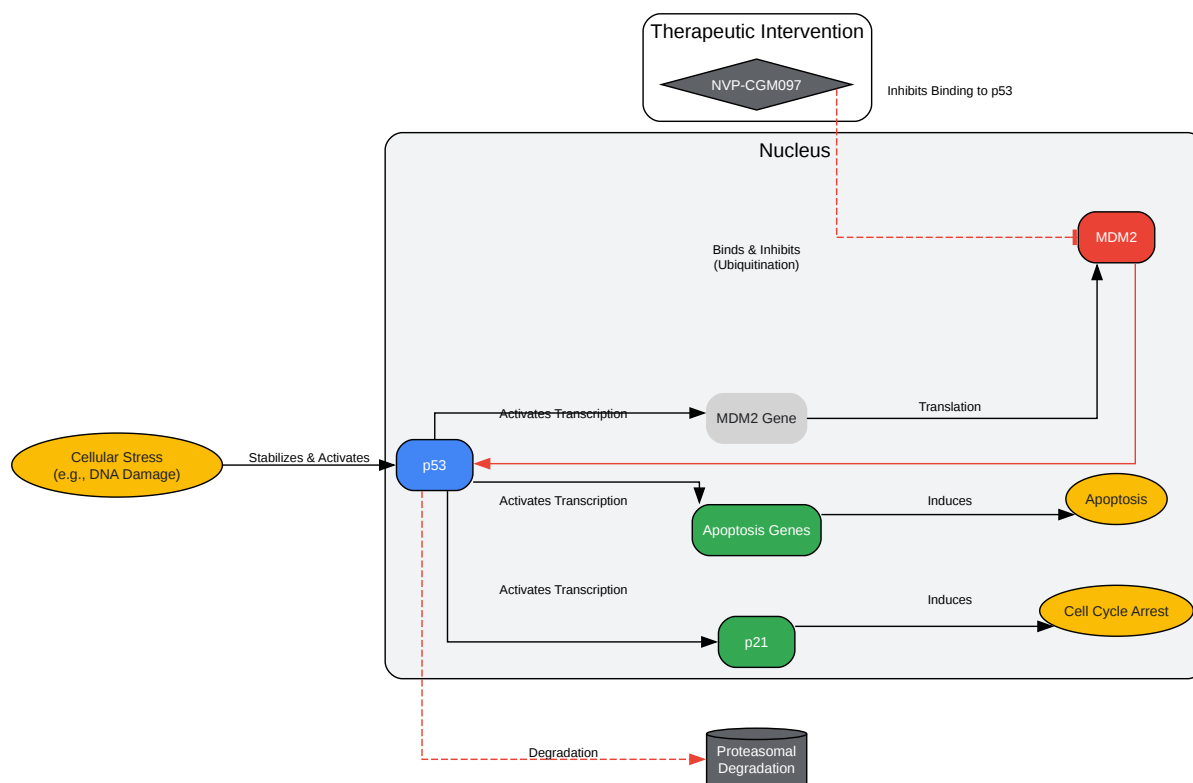 Therapeutic Intervention
NVP-CGM097
Inhibits Binding to p53
Nucleus
MDM2
Binds & Inhibits
(Ubiquitination)
Activates Transcription
MDM2 Gene
Translation
Cellular Stress
(e.g., DNA Damage)
Stabilizes & Activates
p53
Activates Transcription
Apoptosis Genes
Induces
Apoptosis
Activates Transcription
p21
Induces
Cell Cycle Arrest
Degradation
Proteasomal
Degradation